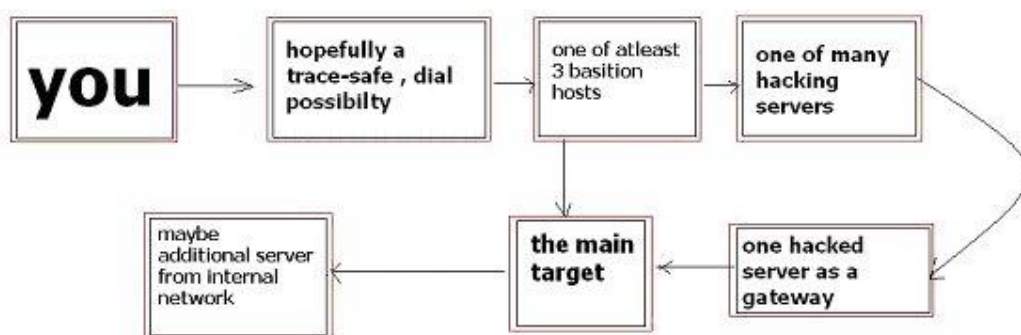 you
hopefully a
trace-safe , dial
possibilty
one of atleast
3 basition
hosts
one of many
hacking
servers
maybe
additional server
from internal
network
the main
target
one hacked
server as a
gateway